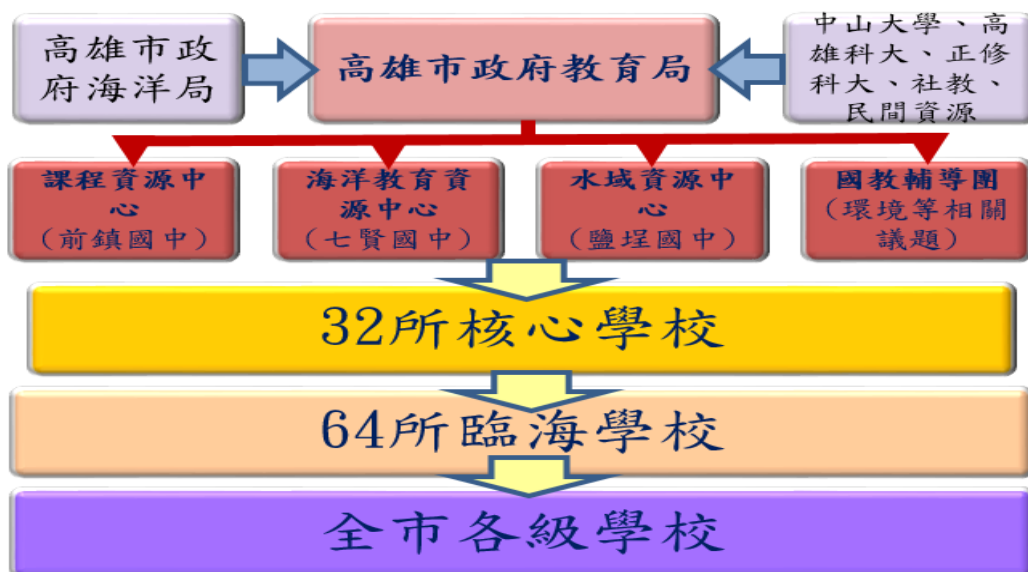 高雄市政
府海洋局
高雄市政府教育局
中山大學、高
雄科大、正修
科大、社教、
民間資源
課程資源中
心
（前鎮國中）
海洋教育資
源中心
（七賢國中）
水域資源中
心
（鹽埕國中）
國教輔導團
（環境等相關
議題）
32所核心學校
64所臨海學校
全市各級學校